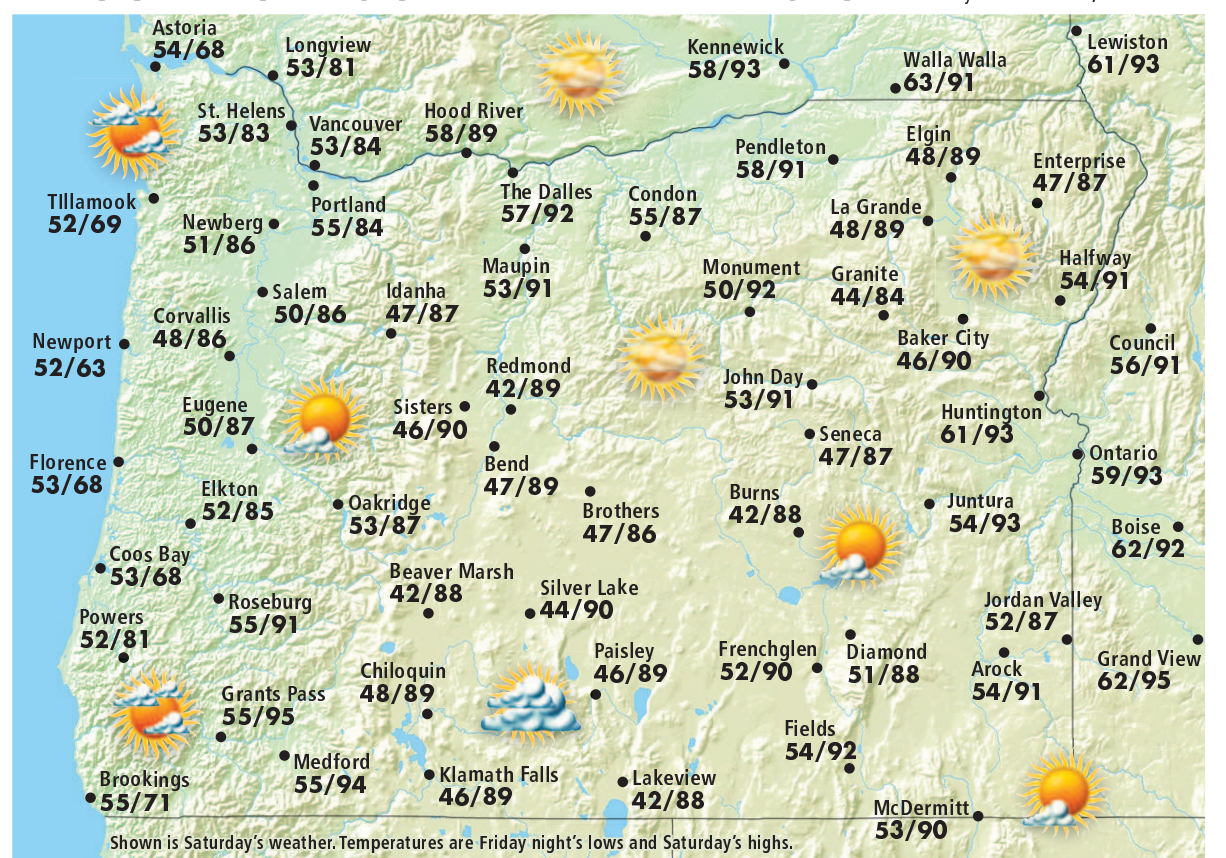 Astoria
54/68
Longview
53/81
Kennewick
58/93
Walla Walla
63/91
Lewiston
61/93
St. Helens
53/83
Vancouver
53/84
Hood River
58/89
Pendleton
58/91
Elgin
48/89
Enterprise
47/87
TIllamook
52/69
Newberg
51/86
Portland
55/84
The Dalles
57/92
Condon
55/87
La Grande
48/89
Maupin
53/91
Monument
50/92
Granite
44/84
Halfway
54/91
Salem
50/86
Idanha
47/87
Corvallis
48/86
Newport
52/63
Baker City
46/90
Council
56/91
Redmond
42/89
John Day
53/91
Eugene
50/87
Sisters
46/90
Huntington
61/93
Seneca
47/87
Florence
53/68
Bend
47/89
Ontario
59/93
Elkton
52/85
Oakridge
53/87
Brothers
47/86
Burns
42/88
Juntura
54/93
Boise
62/92
Coos Bay
53/68
Beaver Marsh
42/88
Silver Lake
44/90
Roseburg
55/91
Powers
52/81
Jordan Valley
52/87
Chiloquin
48/89
Paisley
46/89
Frenchglen
52/90
Diamond
51/88
Arock
54/91
Grand View
62/95
Grants Pass
55/95
Fields
54/92
Medford
55/94
Brookings
55/71
Klamath Falls
46/89
Lakeview
42/88
McDermitt
53/90
Shown is Saturday's weather. Temperatures are Friday night's lows and Saturday's highs.